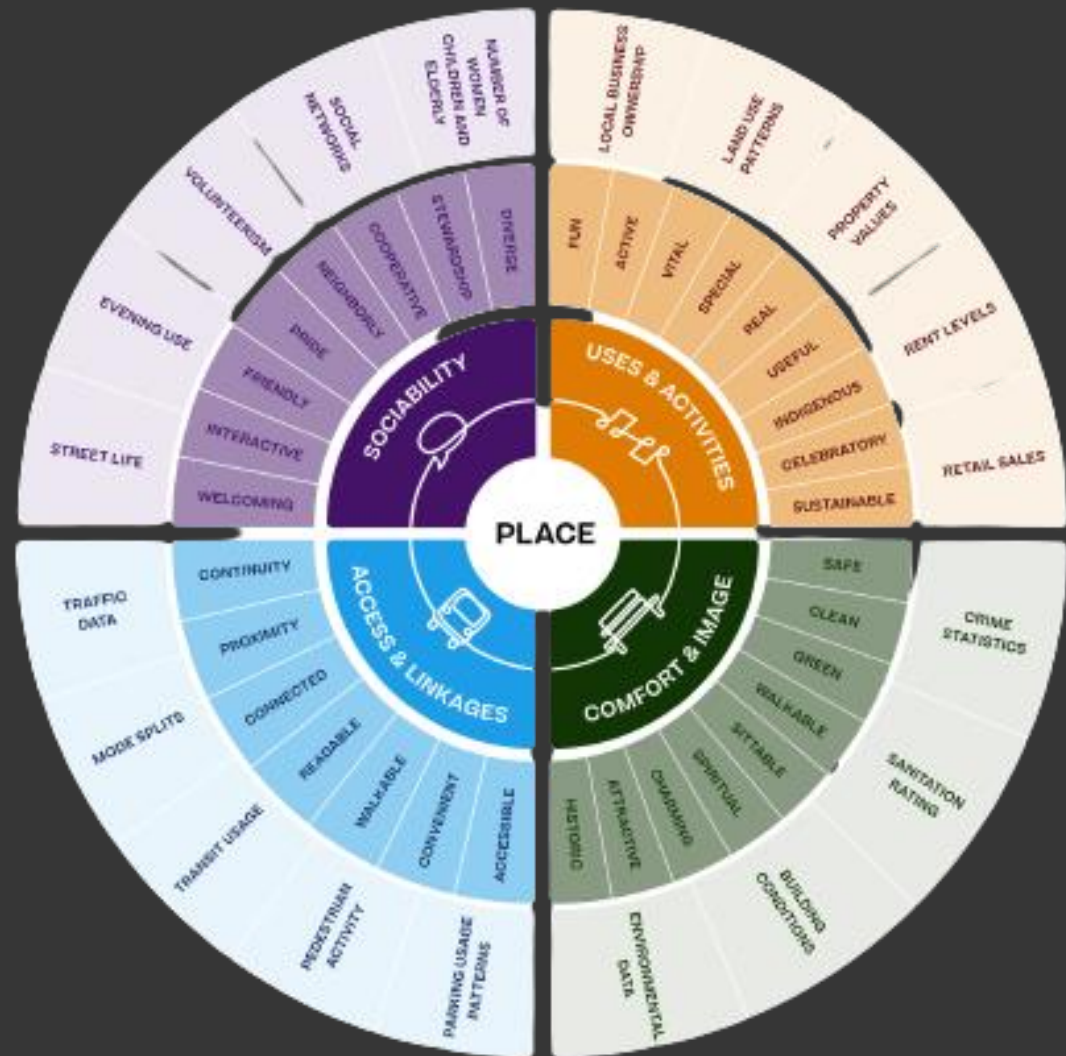 PLACE
SOCIABILITY
USES & ACTIVITIES
COMFORT & IMAGE
ACCESS & LINKAGES
DIVERSE
STEWARDSHIP
COOPERATIVE
NEIGHBORLY
PRIDE
FRIENDLY
INTERACTIVE
WELCOMING
NUMBER OF
WOMEN
CHILDREN AND
ELDERLY
SOCIAL
NETWORKS
VOLUNTEERISM
EVENING USE
STREET LIFE
FUN
ACTIVE
VITAL
SPECIAL
REAL
USEFUL
INDIGENOUS
CELEBRATORY
SUSTAINABLE
LOCAL BUSINESS
OWNERSHIP
LAND USE
PATTERNS
PROPERTY
VALUES
RENT LEVELS
RETAIL SALES
SAFE
CLEAN
GREEN
WALKABLE
SITTABLE
SPIRITUAL
CHARMING
ATTRACTIVE
HISTORIC
CRIME
STATISTICS
SANITATION
RATING
BUILDING
CONDITIONS
ENVIRONMENTAL
DATA
CONTINUITY
PROXIMITY
CONNECTED
READABLE
WALKABLE
CONVENIENT
ACCESSIBLE
TRAFFIC
DATA
MODE SPLITS
TRANSIT USAGE
PEDESTRIAN
ACTIVITY
PARKING USAGE
PATTERNS